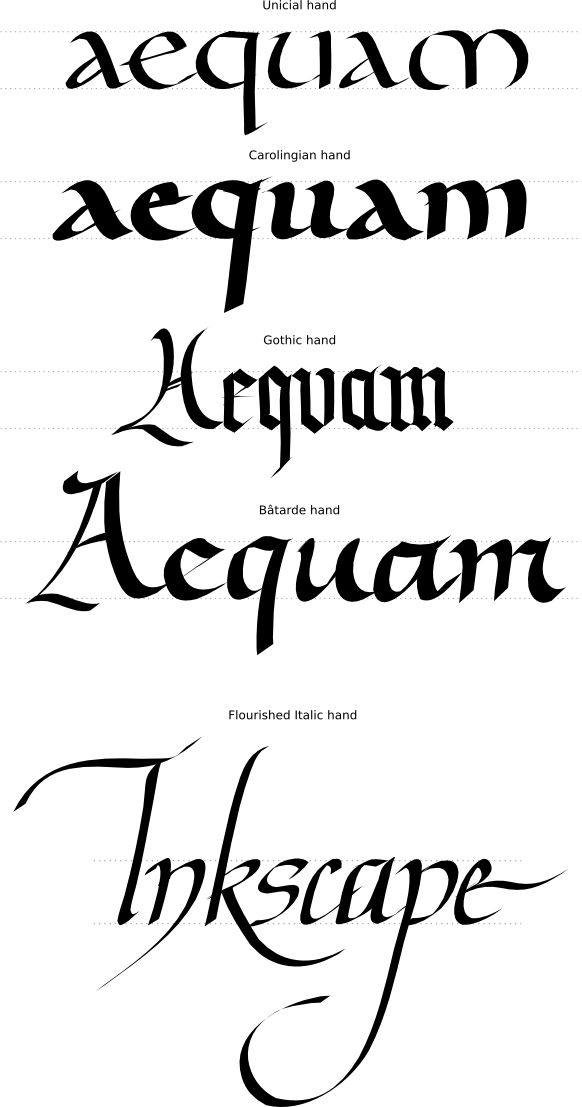 Unicial hand
aequam
Carolingian hand
aequam
Gothic hand
Aequam
Bâtarde hand
Aequam
Flourished Italic hand
Inkscape